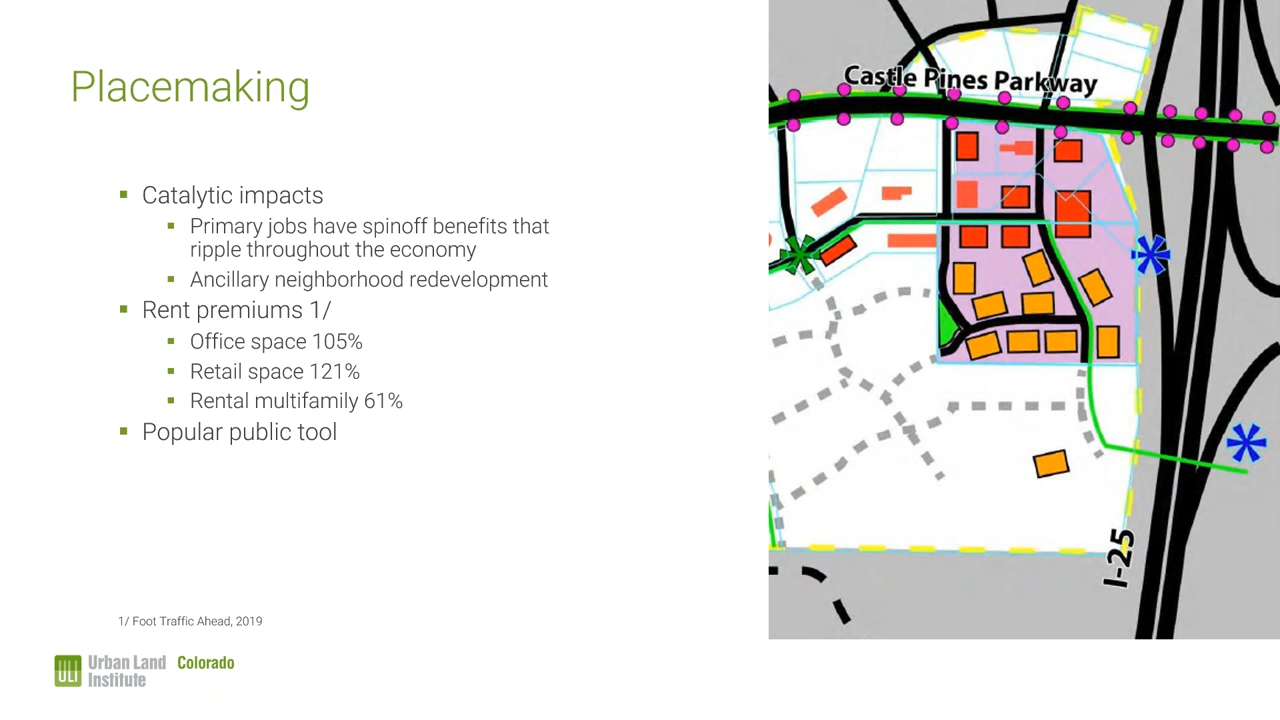 Placemaking
Catalytic impacts
Primary jobs have spinoff benefits that
ripple throughout the economy
Ancillary neighborhood redevelopment
Rent premiums 1/
Office space 105%
Retail space 121%
Rental multifamily 61%
Popular public tool
1/ Foot Traffic Ahead, 2019
ULI
Urban Land
Institute
Colorado
Castle Pines Parkway
I-25